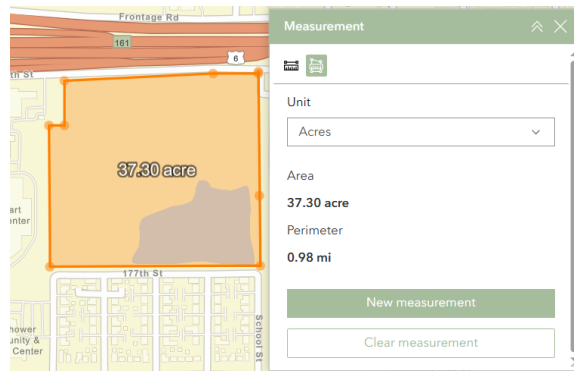 Frontage Rd
161
6
th St
37.30 acre
art
enter
177th St
hower
unity &
Center
School St
Measurement
Unit
Acres
Area
37.30 acre
Perimeter
0.98 mi
New measurement
Clear measurement